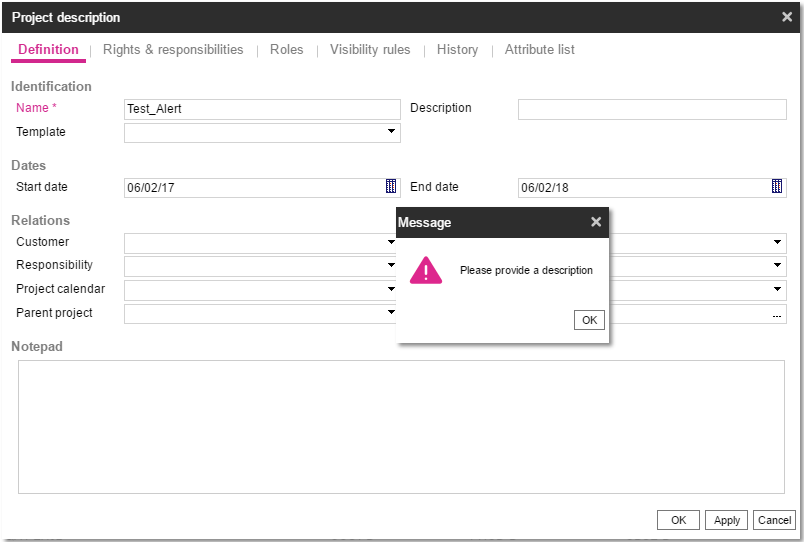 Project description
Definition Rights & responsibilities Roles Visibility rules History Attribute list
Identification
Name * Test_Alert Description
Template
Dates
Start date 06/02/17 End date 06/02/18
Relations
Customer
Responsibility
Project calendar
Parent project ...
Message
Please provide a description
OK
Notepad
OK Apply Cancel